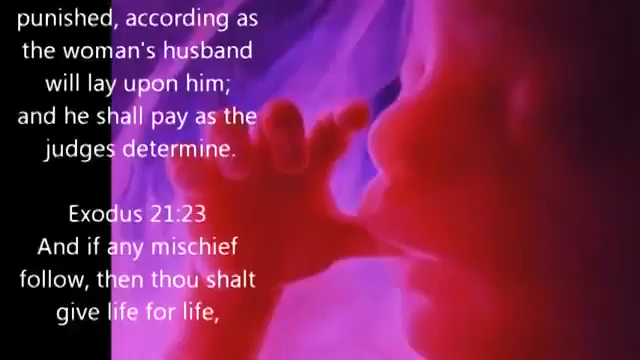 punished, according as
the woman's husband
will lay upon him;
and he shall pay as the
judges determine.
Exodus 21:23
And if any mischief
follow, then thou shalt
give life for life,